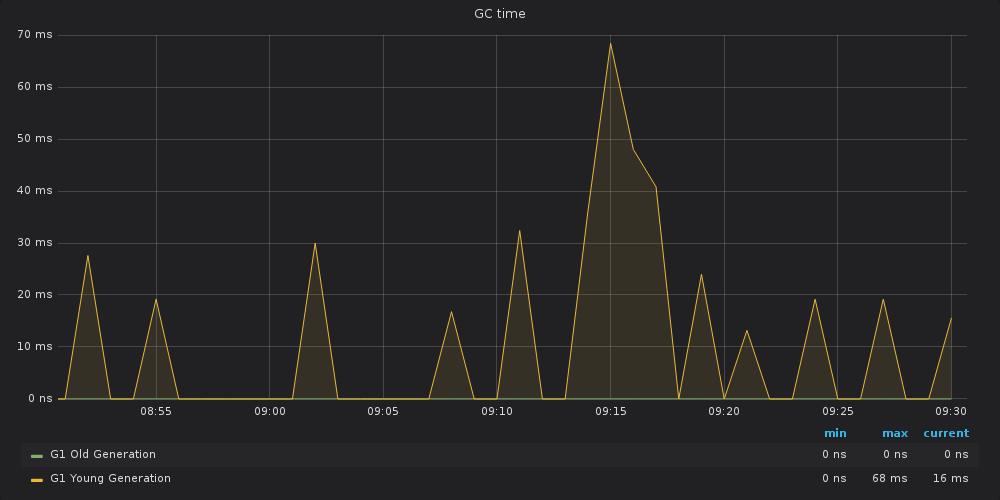 GC time
70 ms
60 ms
50 ms
40 ms
30 ms
20 ms
10 ms
0 ns
08:55 09:00 09:05 09:10 09:15 09:20 09:25 09:30
min max current
G1 Old Generation 0 ns 0 ns 0 ns
G1 Young Generation 0 ns 68 ms 16 ms